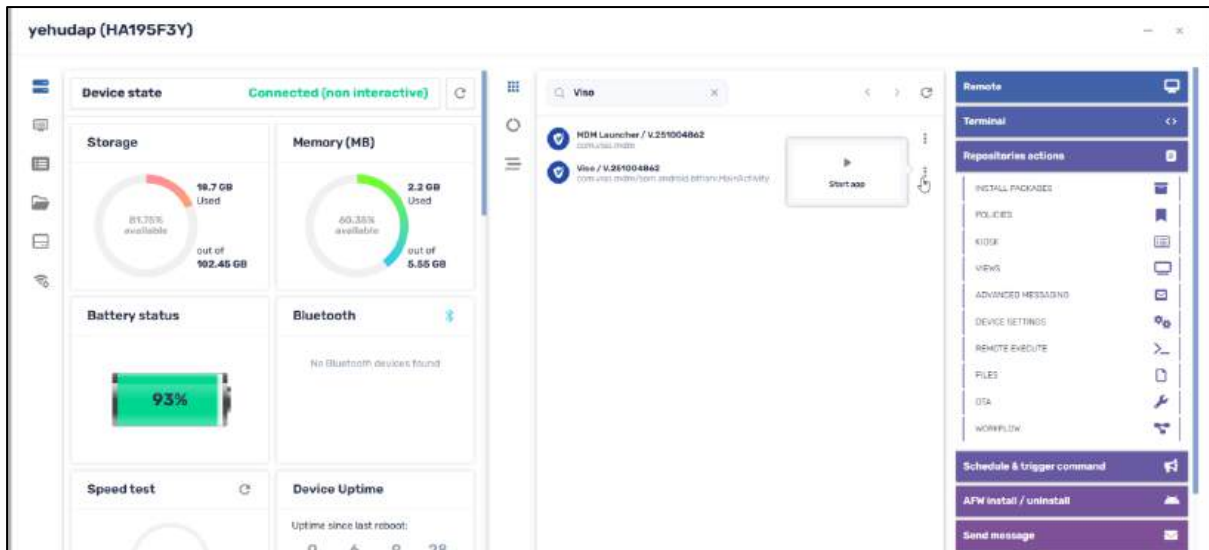 yehudap (HA195F3Y)
Device state
Connected (non interactive)
Storage
18.7 GB
Used
81.75%
available
out of
102.45 GB
Memory (MB)
2.2 GB
Used
60.35%
available
out of
5.55 GB
Battery status
93%
Bluetooth
No Bluetooth devices found
Speed test
Device Uptime
Uptime since last reboot:
Viso
MDM Launcher / V.251004862
com.viso.mdm
Viso / V.251004862
Start app
Remote
Terminal
Repositories actions
INSTALL PACKAGES
POLICIES
KIOSK
VIEWS
ADVANCED MESSAGING
DEVICE SETTINGS
REMOTE EXECUTE
FILES
OTA
WORKFLOW
Schedule & trigger command
AFW install / uninstall
Send message